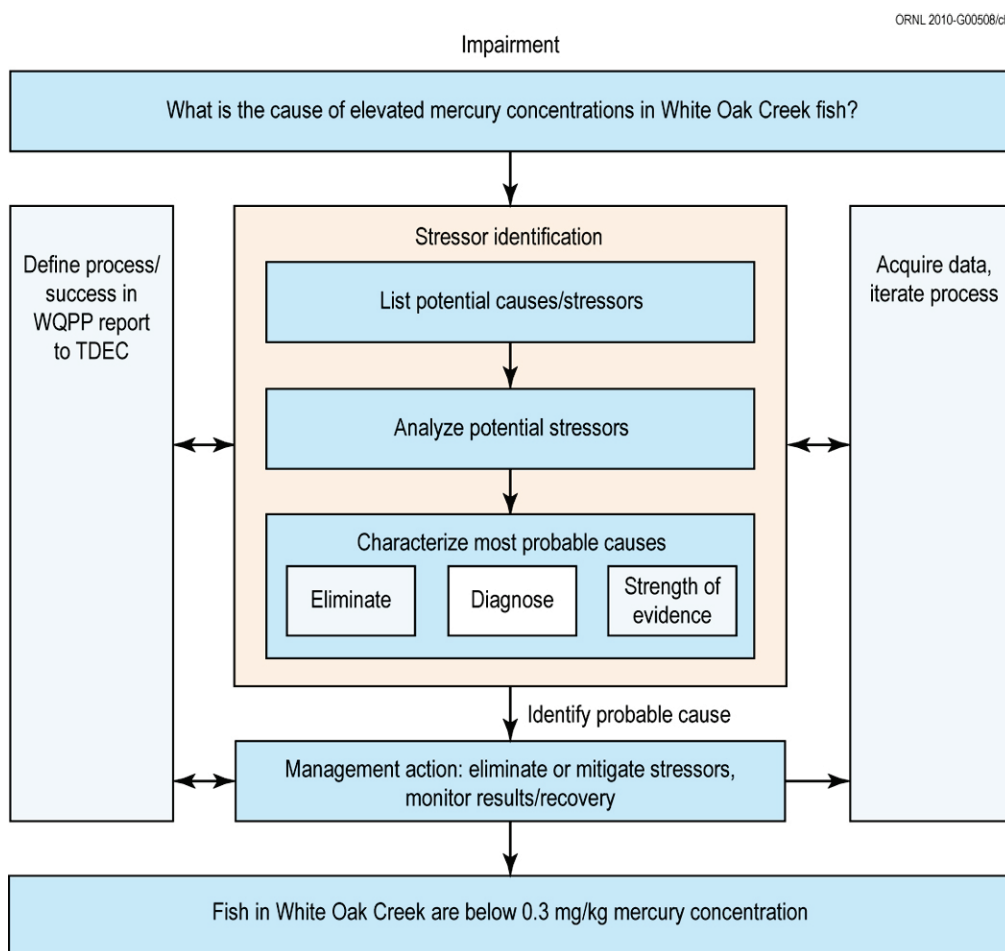 ORNL 2010-G00508/cl
Impairment
What is the cause of elevated mercury concentrations in White Oak Creek fish?
Define process/
success in
WQPP report
to TDEC
Stressor identification
List potential causes/stressors
Analyze potential stressors
Characterize most probable causes
Eliminate
Diagnose
Strength of
evidence
Acquire data,
iterate process
Identify probable cause
Management action: eliminate or mitigate stressors,
monitor results/recovery
Fish in White Oak Creek are below 0.3 mg/kg mercury concentration